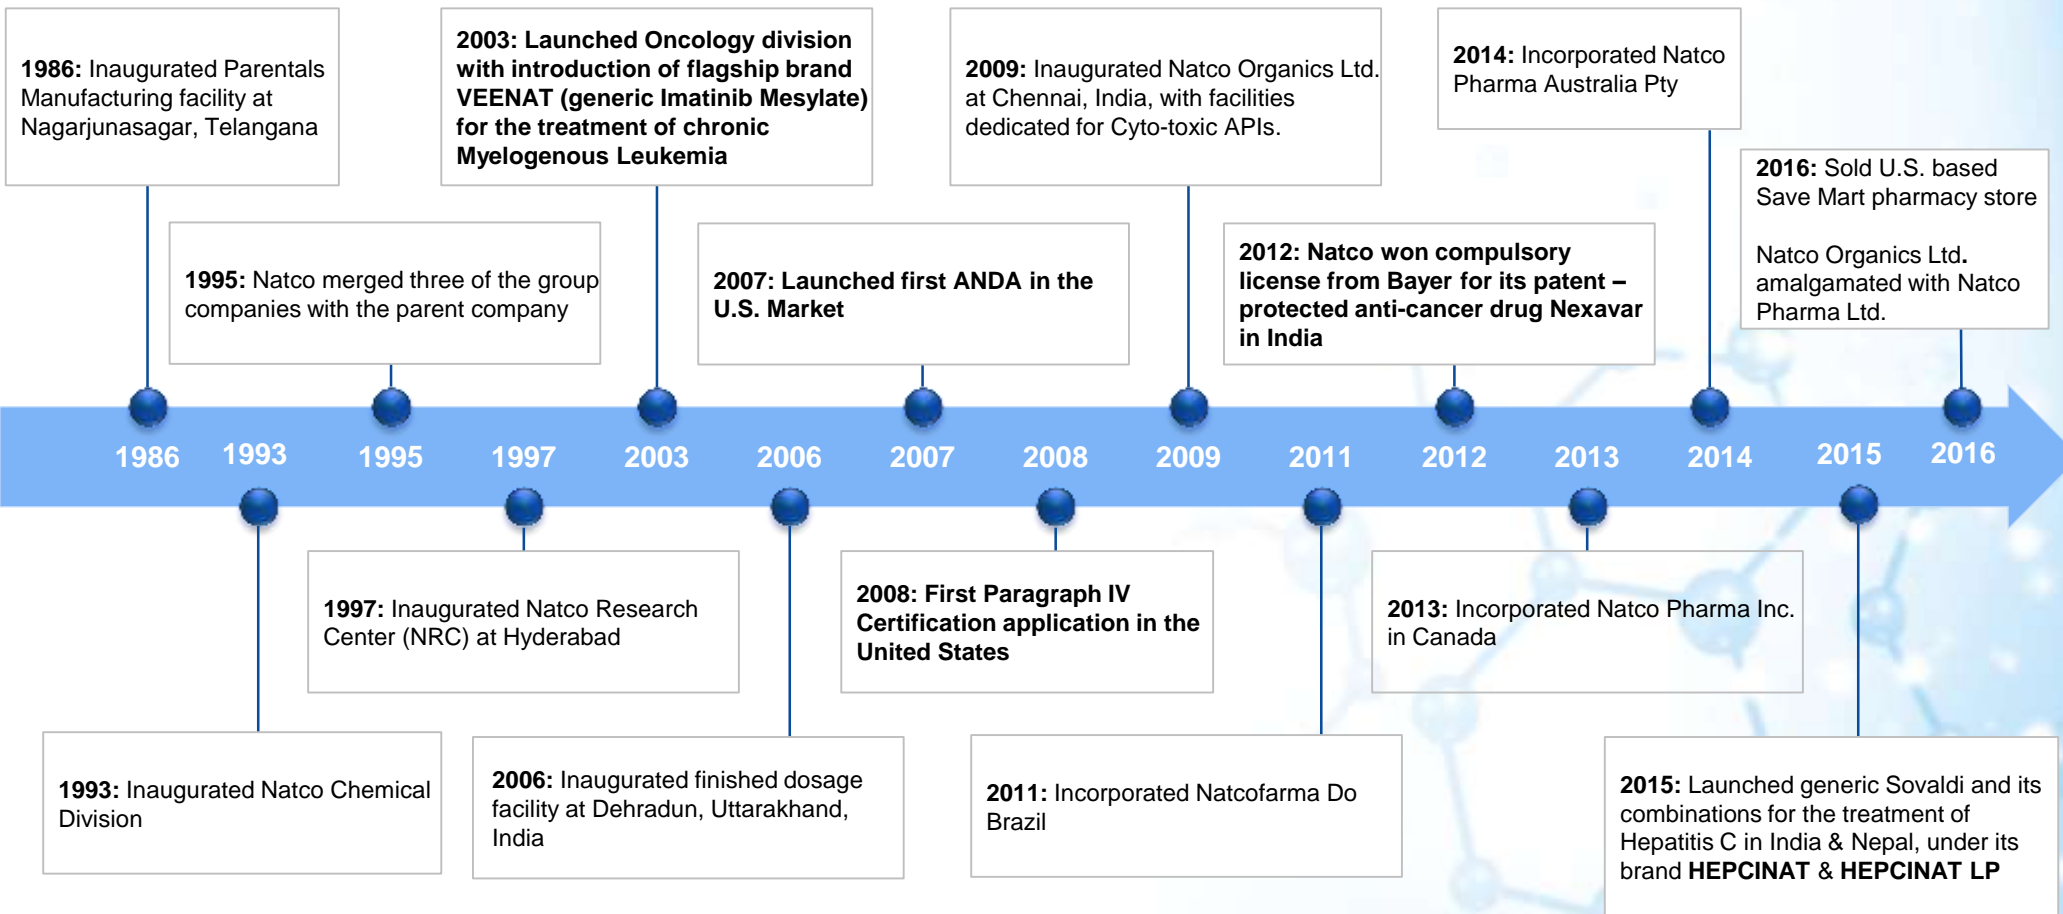 1986: Inaugurated Parentals
Manufacturing facility at
Nagarjunasagar, Telangana
2003: Launched Oncology division
with introduction of flagship brand
VEENAT (generic Imatinib Mesylate)
for the treatment of chronic
Myelogenous Leukemia
2009: Inaugurated Natco Organics Ltd.
at Chennai, India, with facilities
dedicated for Cyto-toxic APIs.
2014: Incorporated Natco
Pharma Australia Pty
2016: Sold U.S. based
Save Mart pharmacy store
Natco Organics Ltd.
amalgamated with Natco
Pharma Ltd.
1995: Natco merged three of the group
companies with the parent company
2007: Launched first ANDA in the
U.S. Market
2012: Natco won compulsory
license from Bayer for its patent –
protected anti-cancer drug Nexavar
in India
1986 1993 1995 1997 2003 2006 2007 2008 2009 2011 2012 2013 2014 2015 2016
1997: Inaugurated Natco Research
Center (NRC) at Hyderabad
2008: First Paragraph IV
Certification application in the
United States
2013: Incorporated Natco Pharma Inc.
in Canada
1993: Inaugurated Natco Chemical
Division
2006: Inaugurated finished dosage
facility at Dehradun, Uttarakhand,
India
2011: Incorporated Natcofarma Do
Brazil
2015: Launched generic Sovaldi and its
combinations for the treatment of
Hepatitis C in India & Nepal, under its
brand HEPCINAT & HEPCINAT LP